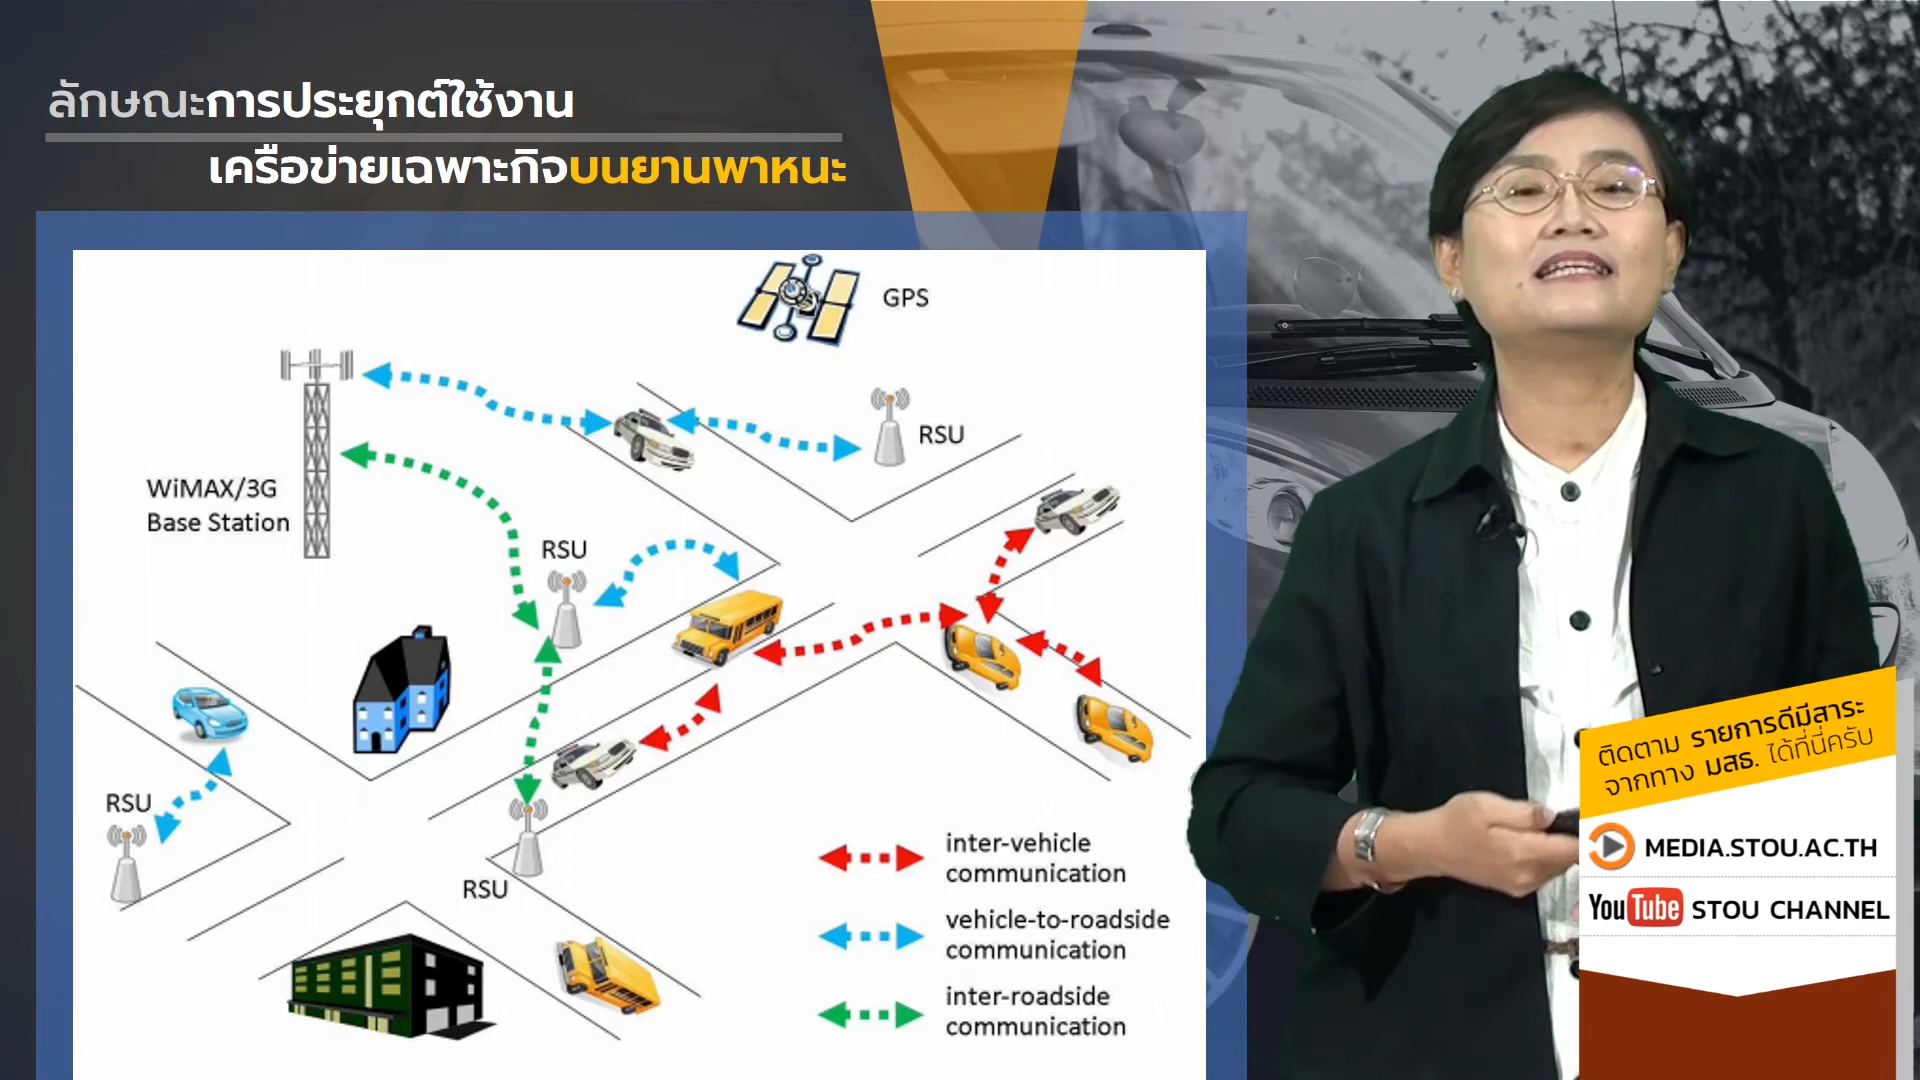 ลักษณะการประยุกต์ใช้งาน
เครือข่ายเฉพาะกิจบนยานพาหนะ
GPS
RSU
WiMAX/3G
Base Station
RSU
RSU
RSU
inter-vehicle
communication
vehicle-to-roadside
communication
inter-roadside
communication
ติดตาม รายการดีมีสาระ
จากทาง มสธ. ได้ที่นี่ครับ
MEDIA.STOU.AC.TH
YouTube STOU CHANNEL